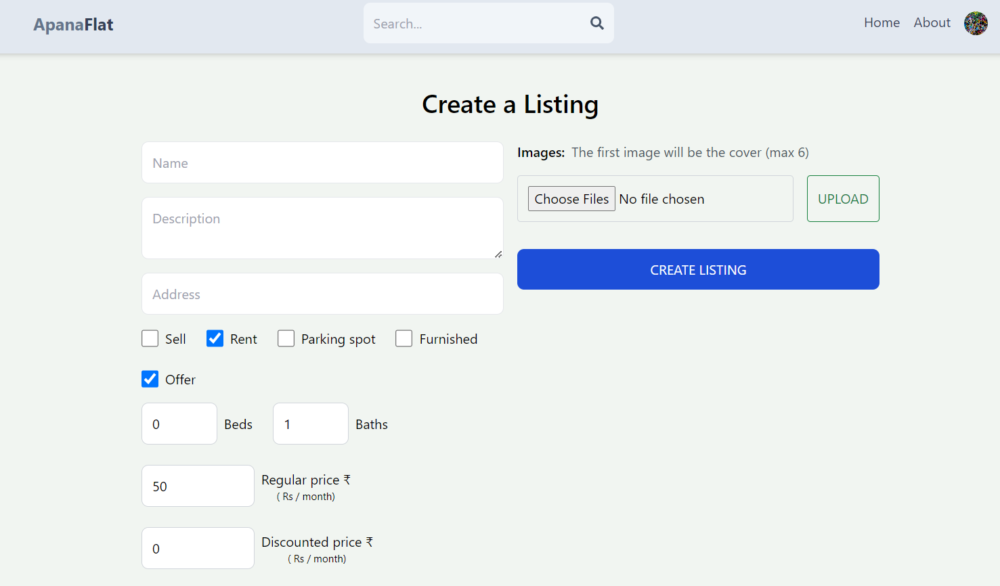 ApanaFlat
Search...
Home About
Create a Listing
Name
Description
Address
Sell Rent Parking spot Furnished
Offer
0 Beds 1 Baths
50 Regular price ₹
( Rs / month)
0 Discounted price ₹
( Rs / month)
Images: The first image will be the cover (max 6)
Choose Files No file chosen UPLOAD
CREATE LISTING